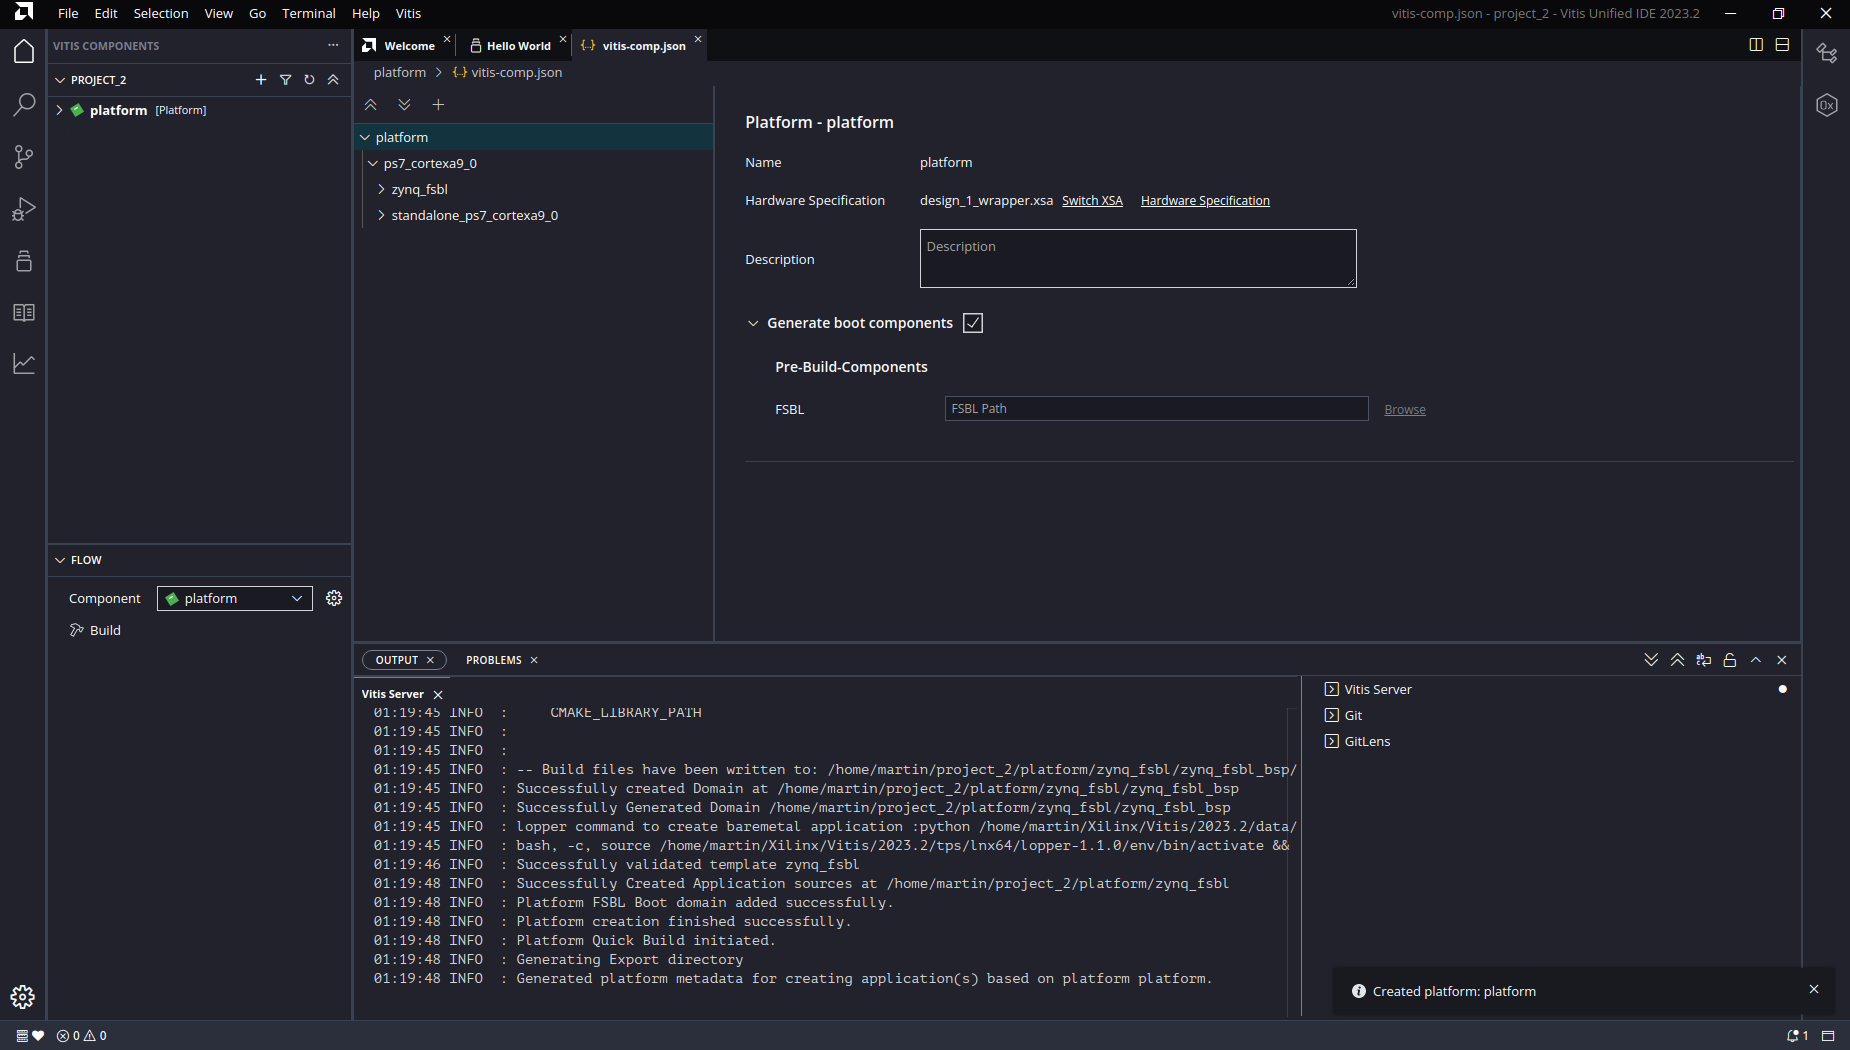 File Edit Selection View Go Terminal Help Vitis
vitis-comp.json - project_2 - Vitis Unified IDE 2023.2
VITIS COMPONENTS
PROJECT_2
platform [Platform]
FLOW
Component platform
Build
Welcome Hello World {..} vitis-comp.json
platform > {..} vitis-comp.json
platform
ps7_cortexa9_0
zynq_fsbl
standalone_ps7_cortexa9_0
Platform - platform
Name platform
Hardware Specification design_1_wrapper.xsa Switch XSA Hardware Specification
Description Description
Generate boot components
Pre-Build-Components
FSBL FSBL Path Browse
OUTPUT PROBLEMS
Vitis Server
01:19:45 INFO : CMAKE_LIBRARY_PATH
01:19:45 INFO :
01:19:45 INFO :
01:19:45 INFO : -- Build files have been written to: /home/martin/project_2/platform/zynq_fsbl/zynq_fsbl_bsp/
01:19:45 INFO : Successfully created Domain at /home/martin/project_2/platform/zynq_fsbl/zynq_fsbl_bsp
01:19:45 INFO : Successfully Generated Domain /home/martin/project_2/platform/zynq_fsbl/zynq_fsbl_bsp
01:19:45 INFO : lopper command to create baremetal application :python /home/martin/Xilinx/Vitis/2023.2/data/
01:19:45 INFO : bash, -c, source /home/martin/Xilinx/Vitis/2023.2/tps/lnx64/lopper-1.1.0/env/bin/activate &&
01:19:46 INFO : Successfully validated template zynq_fsbl
01:19:48 INFO : Successfully Created Application sources at /home/martin/project_2/platform/zynq_fsbl
01:19:48 INFO : Platform FSBL Boot domain added successfully.
01:19:48 INFO : Platform creation finished successfully.
01:19:48 INFO : Platform Quick Build initiated.
01:19:48 INFO : Generating Export directory
01:19:48 INFO : Generated platform metadata for creating application(s) based on platform platform.
Vitis Server
Git
GitLens
Created platform: platform
0 0
1